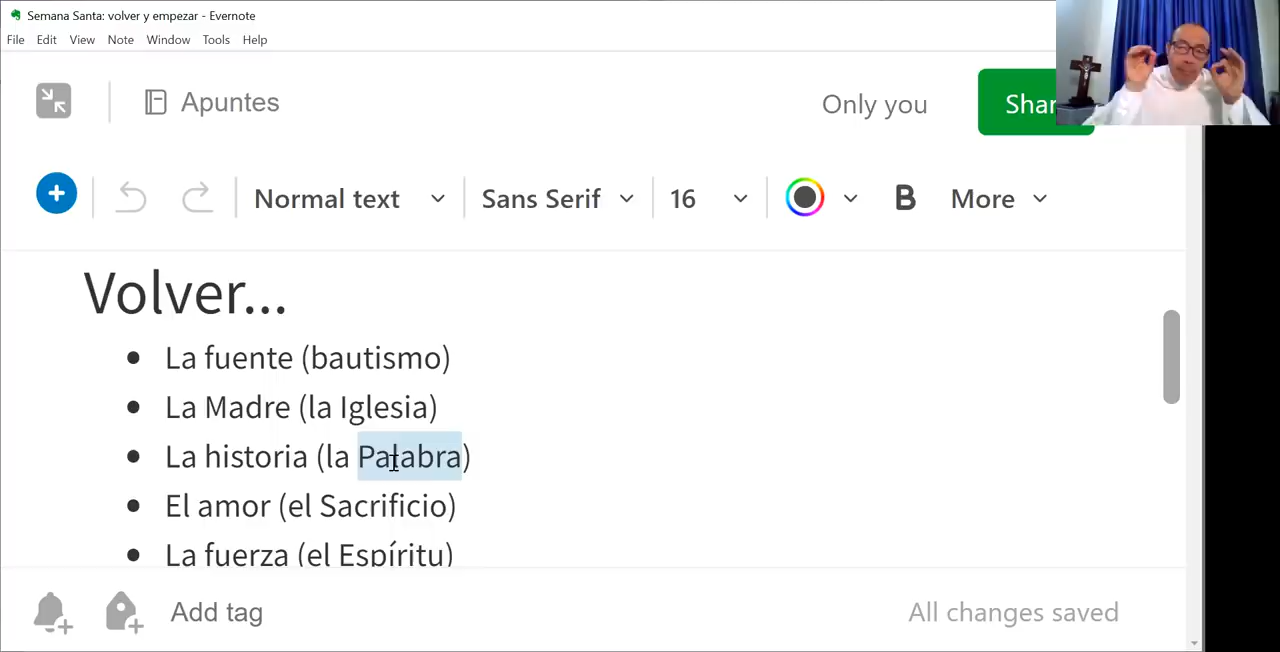 Semana Santa: volver y empezar - Evernote
File Edit View Note Window Tools Help
Apuntes
Only you
Shar
Normal text
Sans Serif
16
B
More
Volver...
La fuente (bautismo)
La Madre (la Iglesia)
La historia (la Palabra)
El amor (el Sacrificio)
La fuerza (el Espíritu)
Add tag
All changes saved